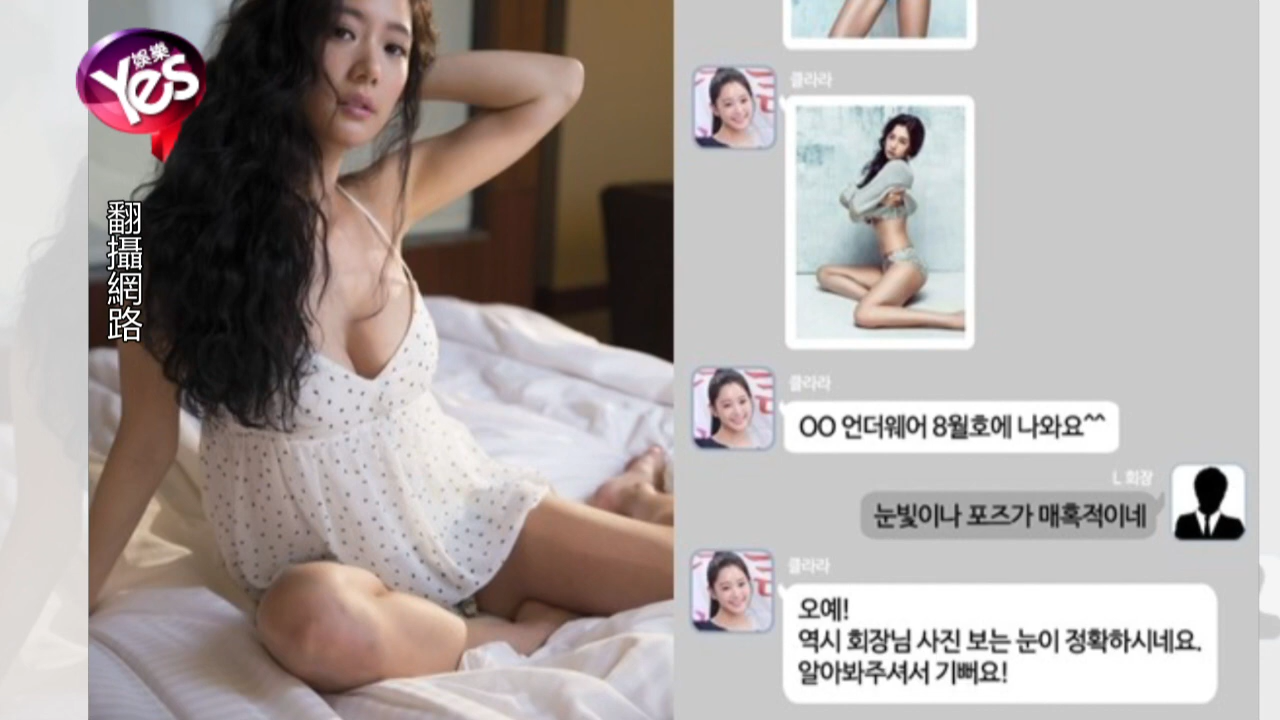 娛樂
Yes
翻攝網路
클라라
클라라
OO 언더웨어 8월호에 나와요^^
L 회장
눈빛이나 포즈가 매혹적이네
클라라
오예!
역시 회장님 사진 보는 눈이 정확하시네요.
알아봐주셔서 기뻐요!